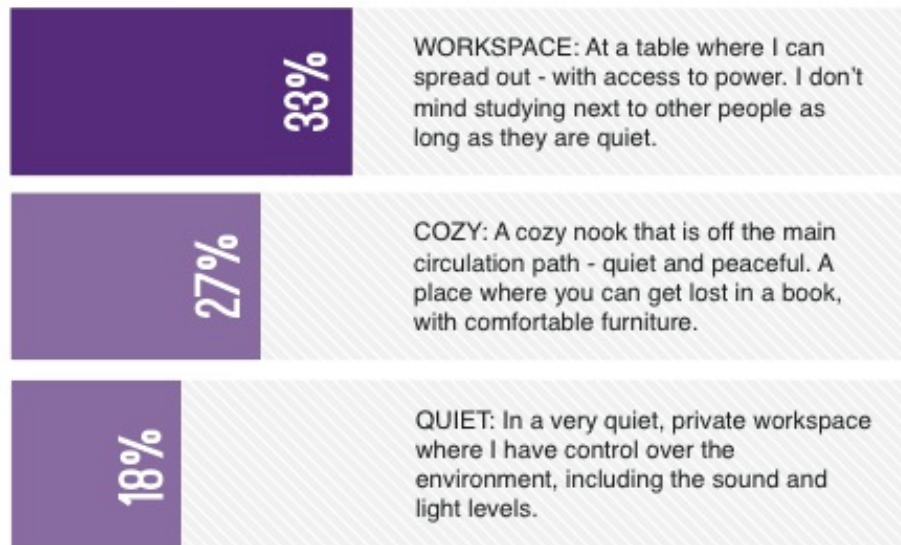 33%
WORKSPACE: At a table where I can
spread out - with access to power. I don't
mind studying next to other people as
long as they are quiet.
27%
COZY: A cozy nook that is off the main
circulation path - quiet and peaceful. A
place where you can get lost in a book,
with comfortable furniture.
18%
QUIET: In a very quiet, private workspace
where I have control over the
environment, including the sound and
light levels.